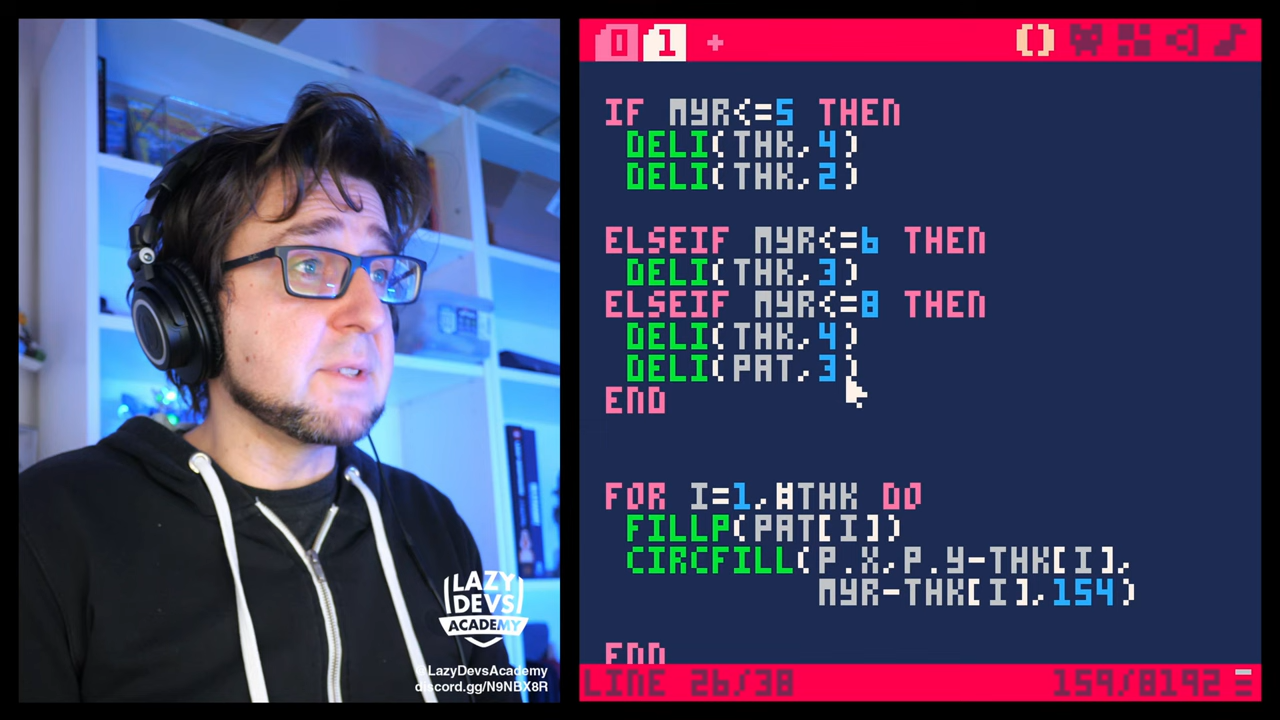 0 1 +
IF MYR<=5 THEN
DELI(THK,4)
DELI(THK,2)
ELSEIF MYR<=6 THEN
DELI(THK,3)
ELSEIF MYR<=8 THEN
DELI(THK,4)
DELI(PAT,3)
END
FOR I=1,#THK DO
FILLP(PAT[I])
CIRCFILL(P.X,P.Y-THK[I],
MYR-THK[I],154)
END
LINE 26/38 159/8192
LAZY
DEVS
ACADEMY
@LazyDevsAcademy
discord.gg/N9NBX8R